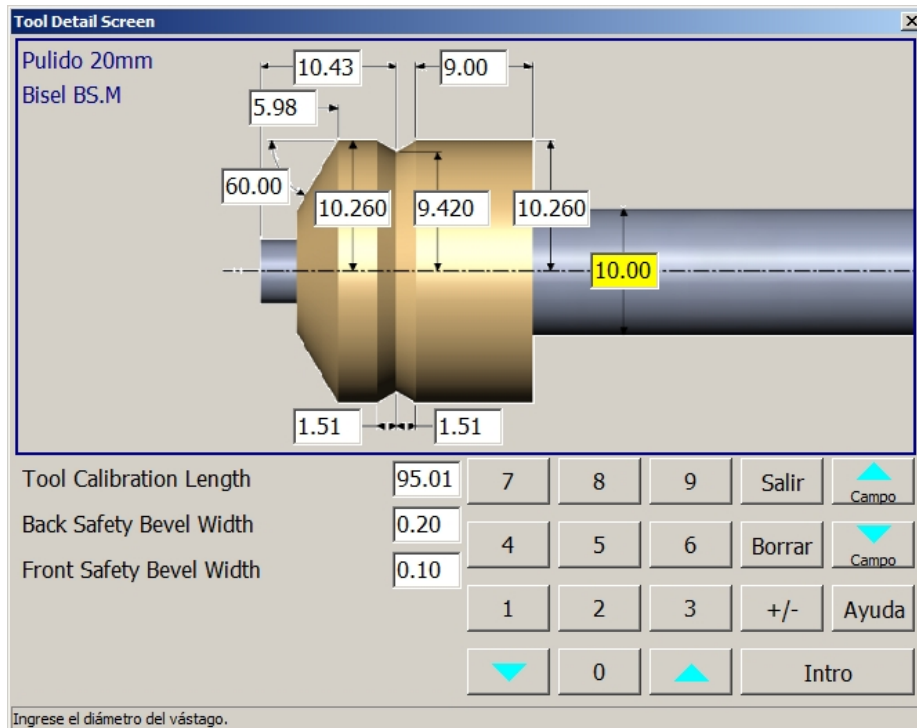 Tool Detail Screen
Pulido 20mm
Bisel BS.M
10.43
9.00
5.98
60.00
10.260
9.420
10.260
10.00
1.51
1.51
Tool Calibration Length 95.01
Back Safety Bevel Width 0.20
Front Safety Bevel Width 0.10
7 8 9 Salir Campo
4 5 6 Borrar Campo
1 2 3 +/- Ayuda
0 Intro
Ingrese el diámetro del vástago.